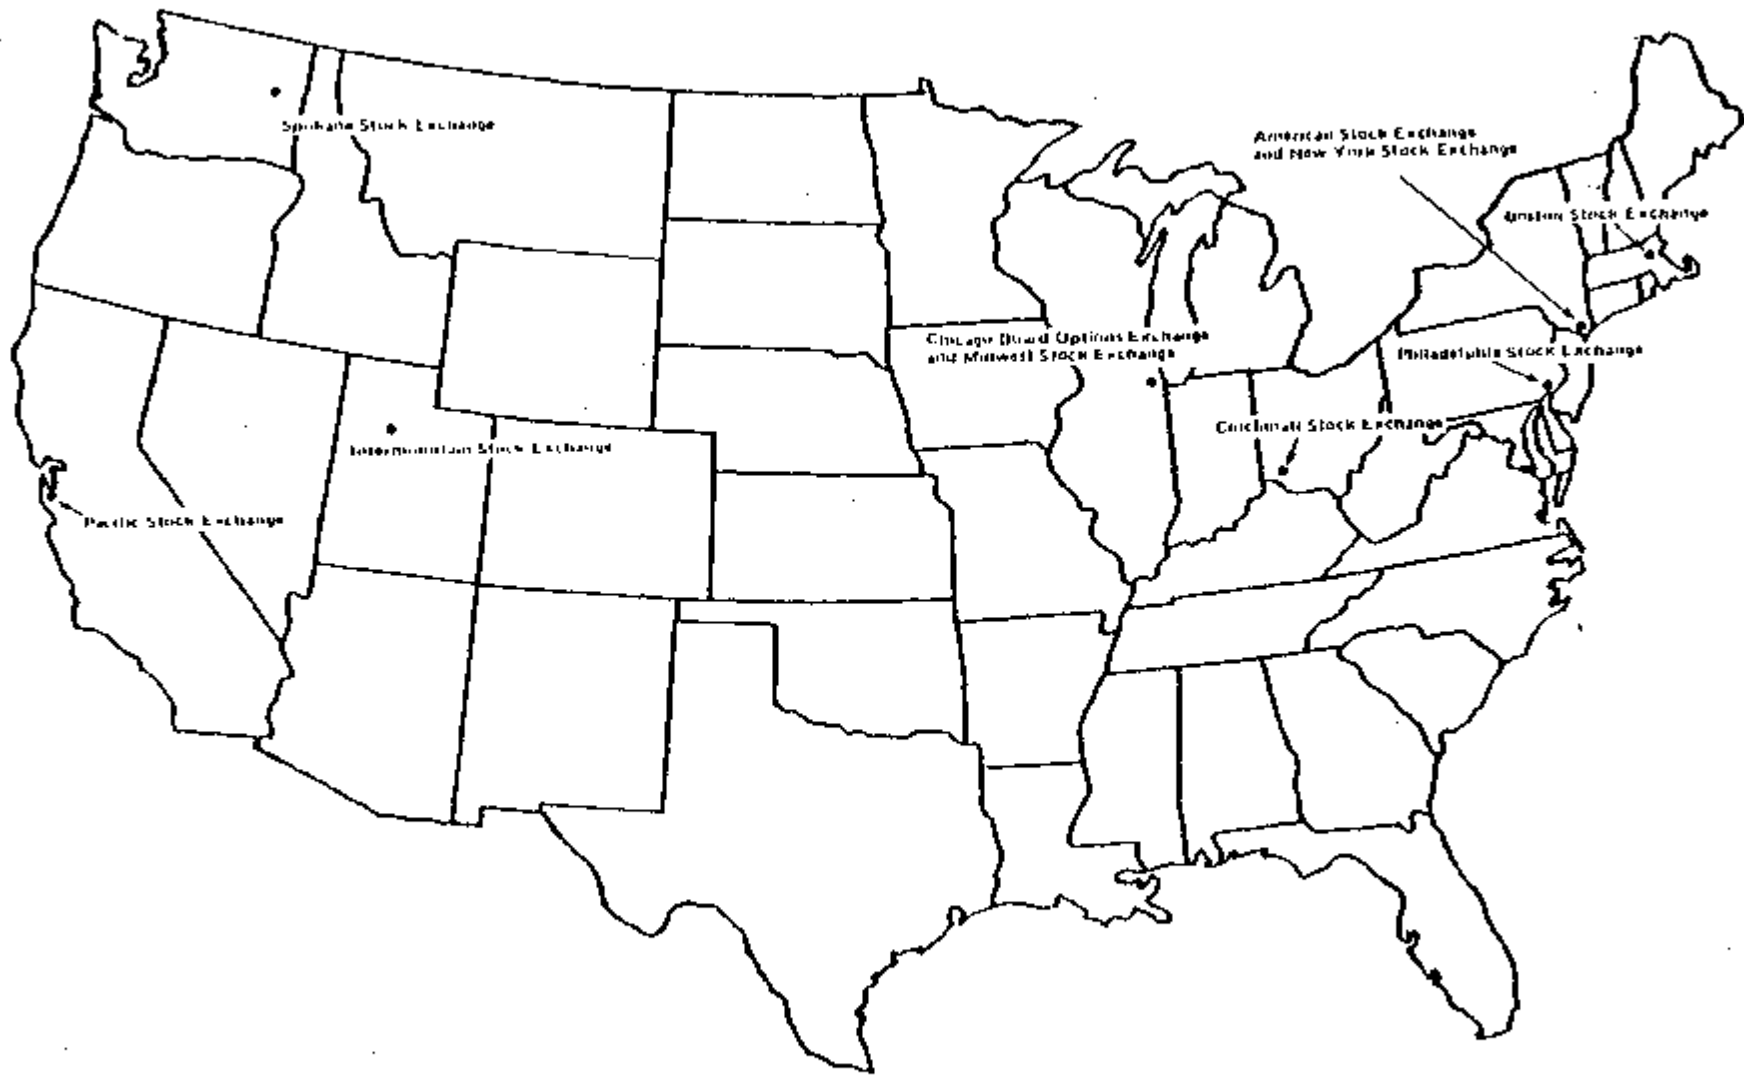 Spokane Stock Exchange
American Stock Exchange
and New York Stock Exchange
Boston Stock Exchange
Chicago Board Options Exchange
and Midwest Stock Exchange
Philadelphia Stock Exchange
Cincinnati Stock Exchange
Intermountain Stock Exchange
Pacific Stock Exchange